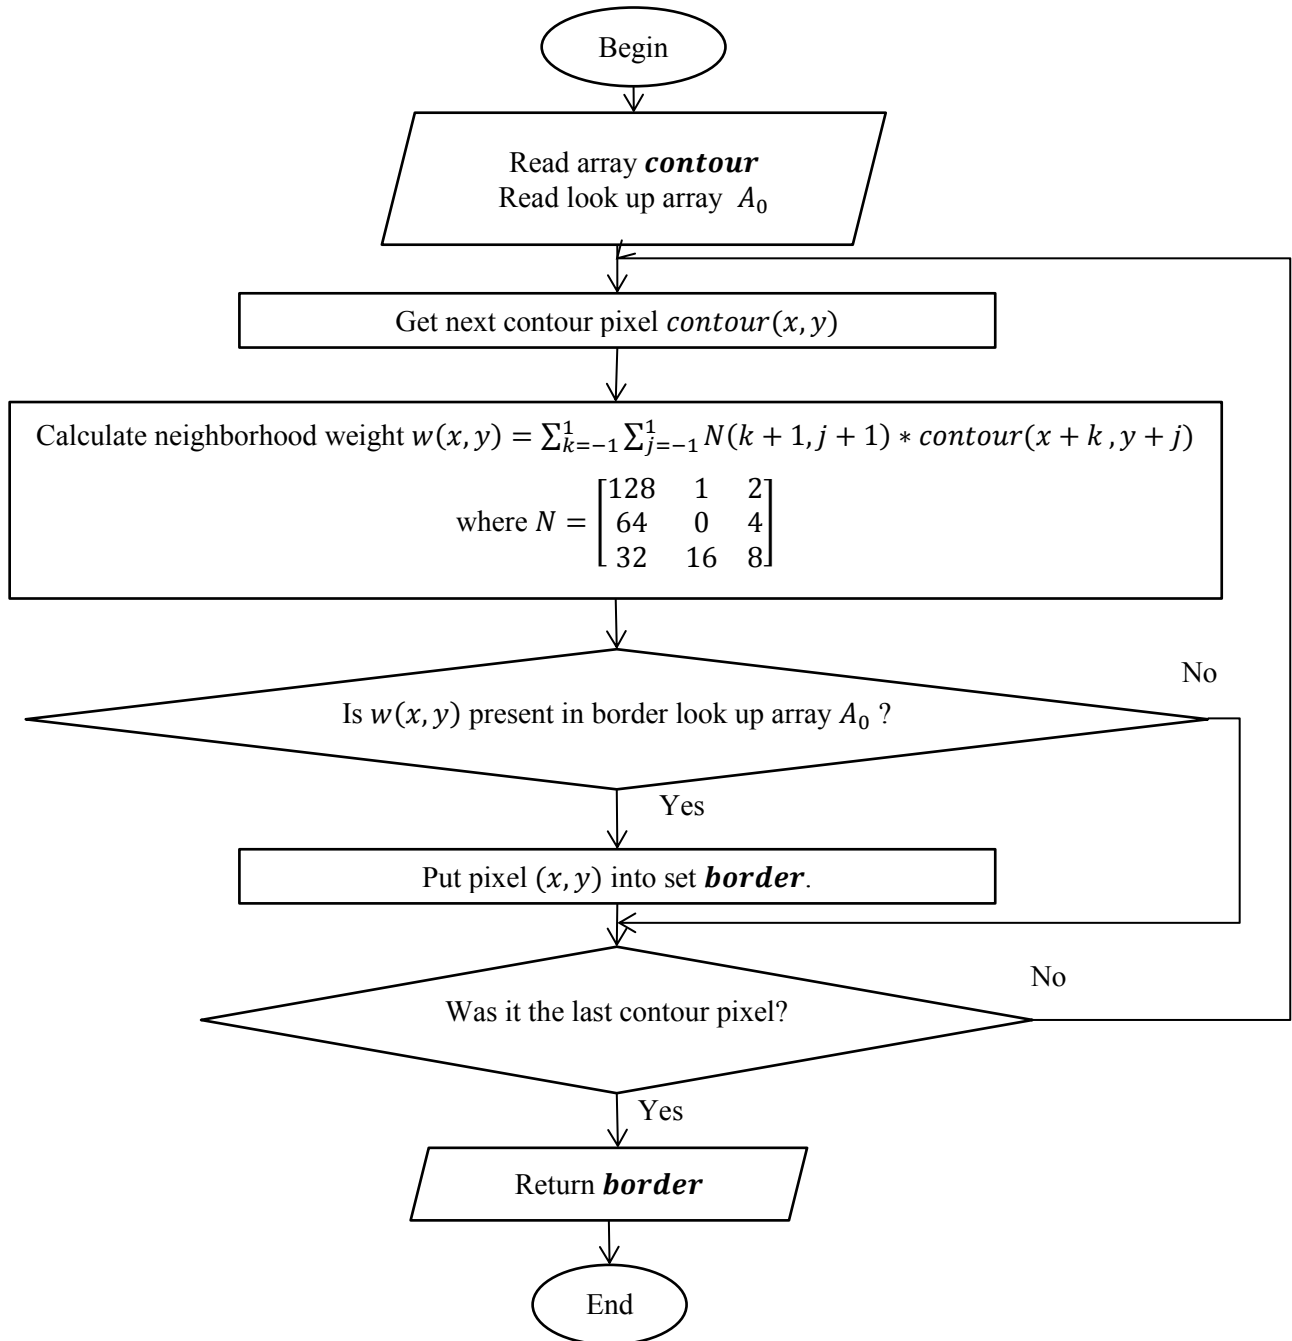 Begin
Read array contour
Read look up array A₀
Get next contour pixel contour(x, y)
Calculate neighborhood weight w(x, y) = ∑¹ₖ₌₋₁ ∑¹ⱼ₌₋₁ N(k + 1, j + 1) * contour(x + k , y + j)
where N = [128 1 2
64 0 4
32 16 8]
No
Is w(x, y) present in border look up array A₀ ?
Yes
Put pixel (x, y) into set border.
No
Was it the last contour pixel?
Yes
Return border
End